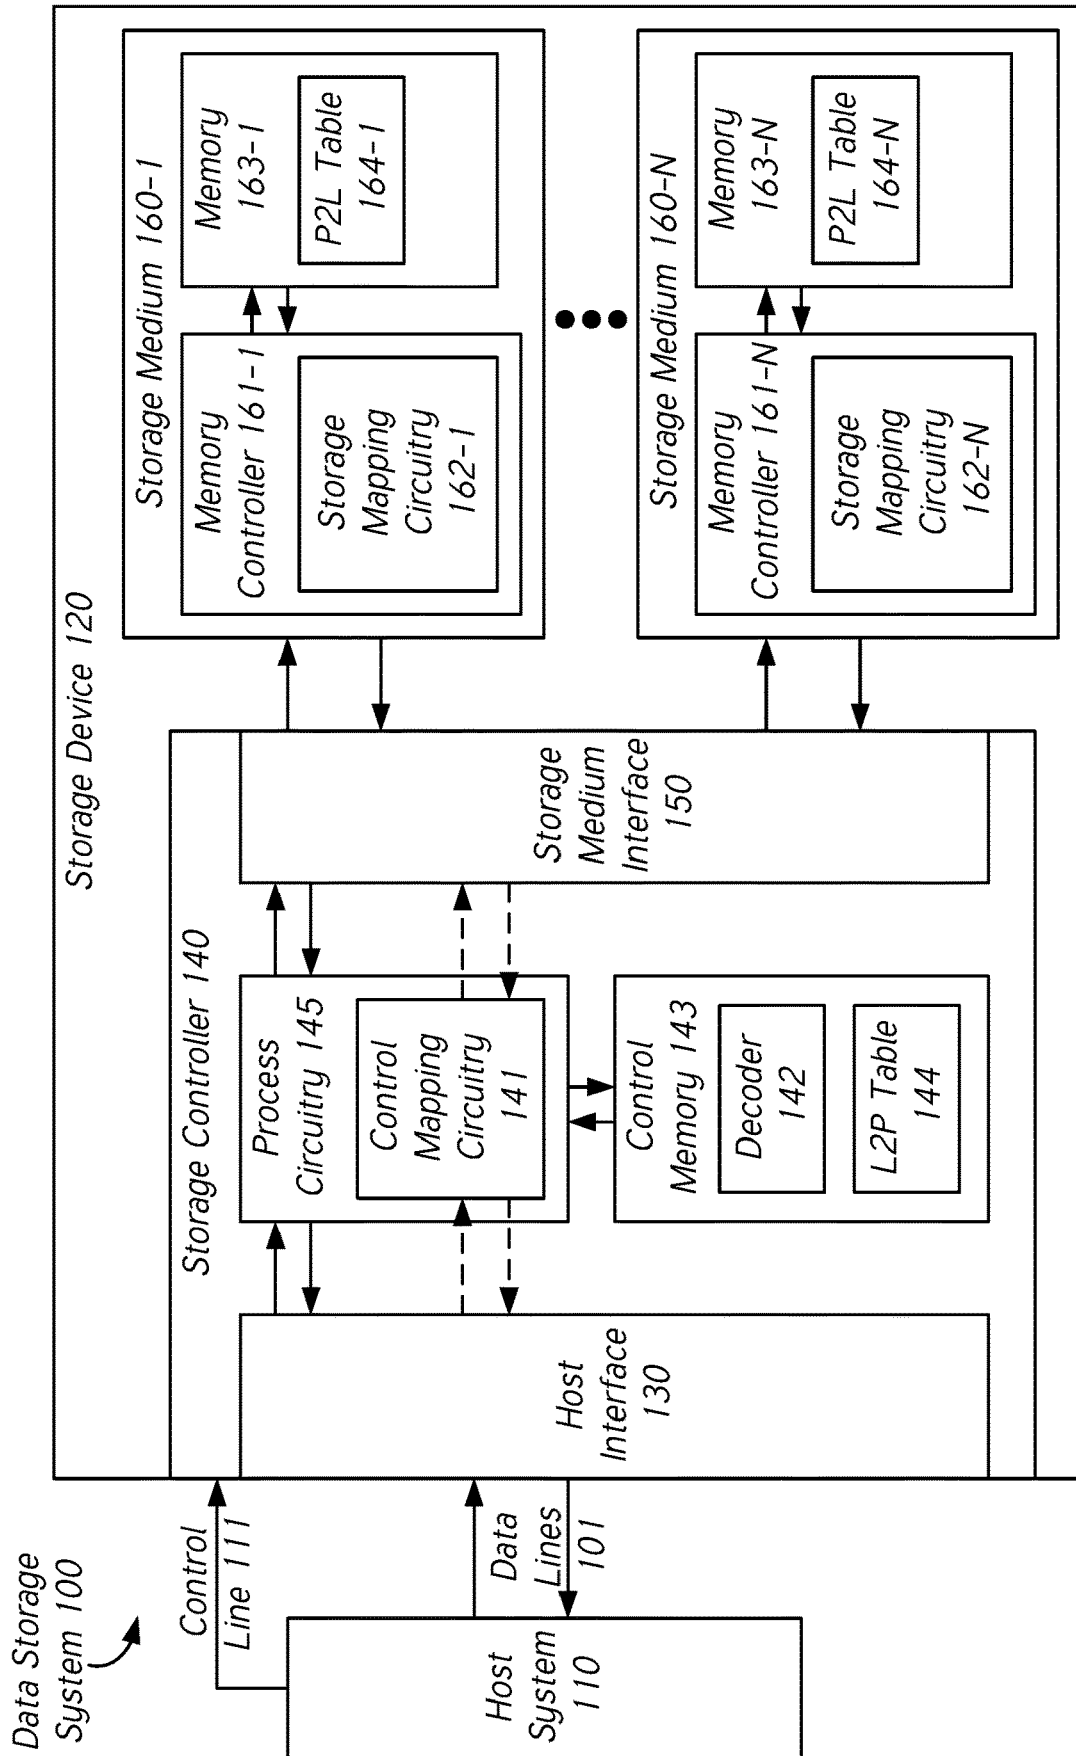 Data Storage
System 100
Control
Line 111
Data
Lines
101
Host
System
110
Storage Device 120
Storage Controller 140
Host
Interface
130
Process
Circuitry 145
Control
Mapping
Circuitry
141
Control
Memory 143
Decoder
142
L2P Table
144
Storage
Medium
Interface
150
Storage Medium 160-1
Memory
Controller 161-1
Storage
Mapping
Circuitry
162-1
Memory
163-1
P2L Table
164-1
Storage Medium 160-N
Memory
Controller 161-N
Storage
Mapping
Circuitry
162-N
Memory
163-N
P2L Table
164-N